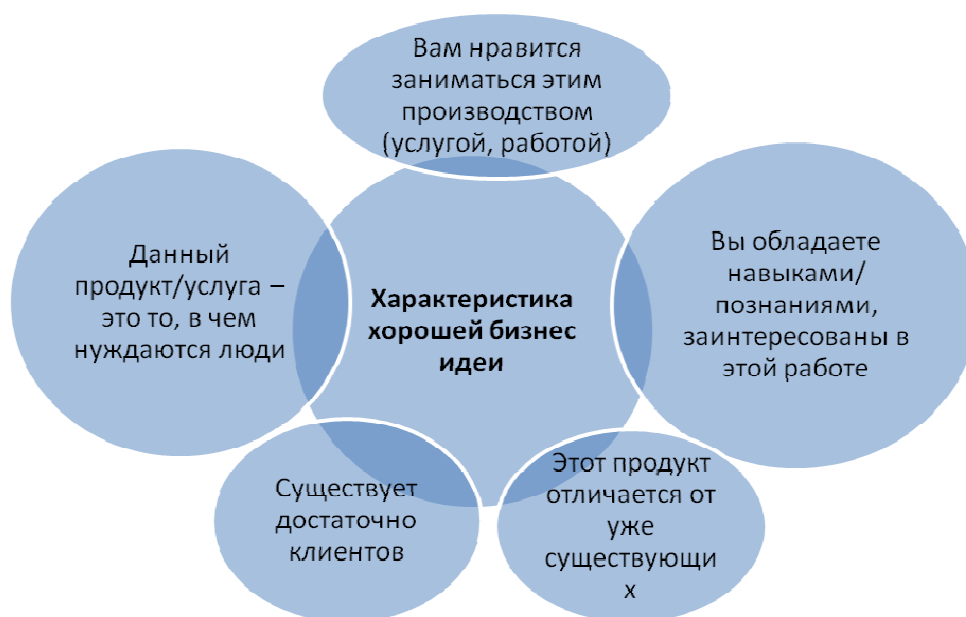 Вам нравится
заниматься этим
производством
(услугой, работой)
Данный
продукт/услуга –
это то, в чем
нуждаются люди
Характеристика
хорошей бизнес
идеи
Вы обладаете
навыками/
познаниями,
заинтересованы в
этой работе
Существует
достаточно
клиентов
Этот продукт
отличается от
уже
существующи
х